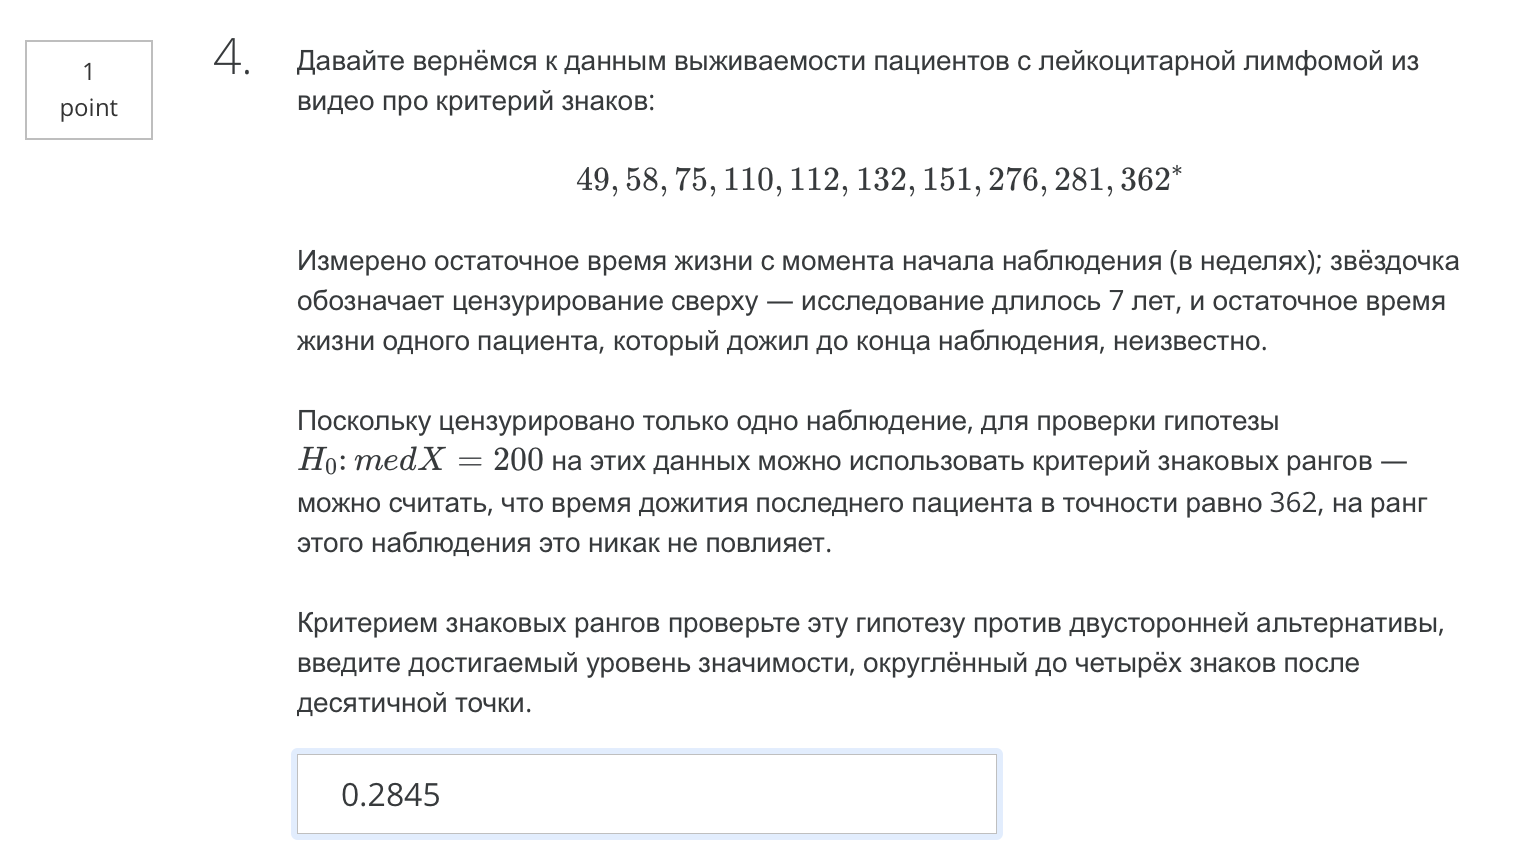 1
point
4.
Давайте вернёмся к данным выживаемости пациентов с лейкоцитарной лимфомой из
видео про критерий знаков:
49, 58, 75, 110, 112, 132, 151, 276, 281, 362*
Измерено остаточное время жизни с момента начала наблюдения (в неделях); звёздочка
обозначает цензурирование сверху — исследование длилось 7 лет, и остаточное время
жизни одного пациента, который дожил до конца наблюдения, неизвестно.
Поскольку цензурировано только одно наблюдение, для проверки гипотезы
H₀: medX = 200 на этих данных можно использовать критерий знаковых рангов —
можно считать, что время дожития последнего пациента в точности равно 362, на ранг
этого наблюдения это никак не повлияет.
Критерием знаковых рангов проверьте эту гипотезу против двусторонней альтернативы,
введите достигаемый уровень значимости, округлённый до четырёх знаков после
десятичной точки.
0.2845